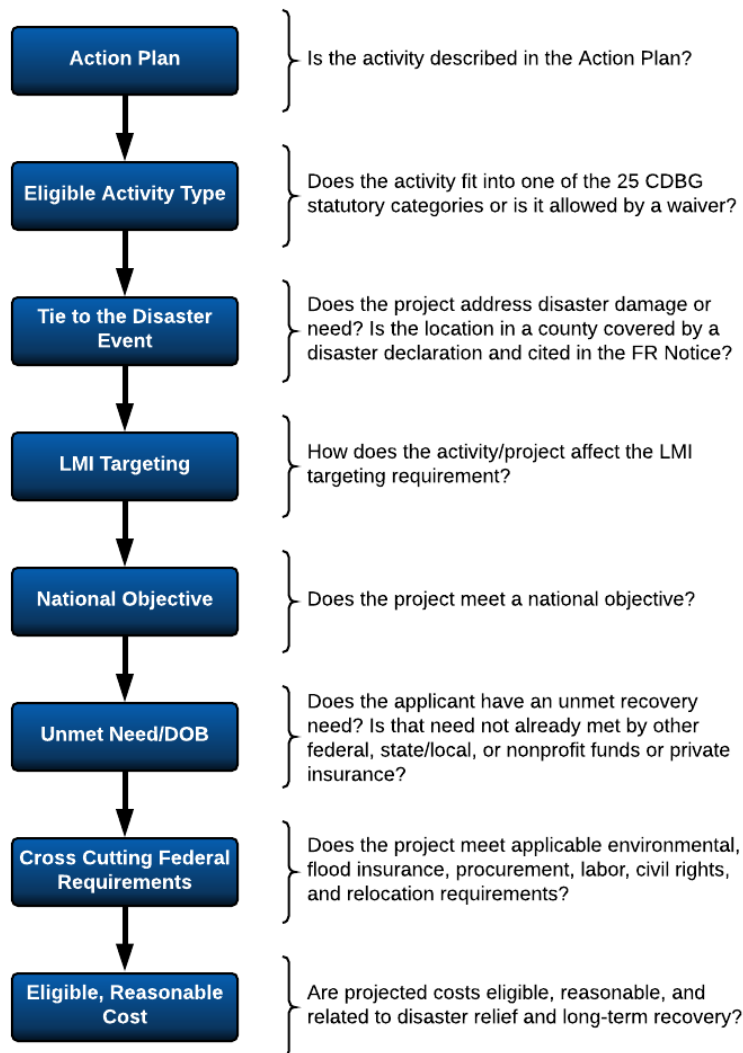 Action Plan
Is the activity described in the Action Plan?
Eligible Activity Type
Does the activity fit into one of the 25 CDBG
statutory categories or is it allowed by a waiver?
Tie to the Disaster
Event
Does the project address disaster damage or
need? Is the location in a county covered by a
disaster declaration and cited in the FR Notice?
LMI Targeting
How does the activity/project affect the LMI
targeting requirement?
National Objective
Does the project meet a national objective?
Unmet Need/DOB
Does the applicant have an unmet recovery
need? Is that need not already met by other
federal, state/local, or nonprofit funds or private
insurance?
Cross Cutting Federal
Requirements
Does the project meet applicable environmental,
flood insurance, procurement, labor, civil rights,
and relocation requirements?
Eligible, Reasonable
Cost
Are projected costs eligible, reasonable, and
related to disaster relief and long-term recovery?